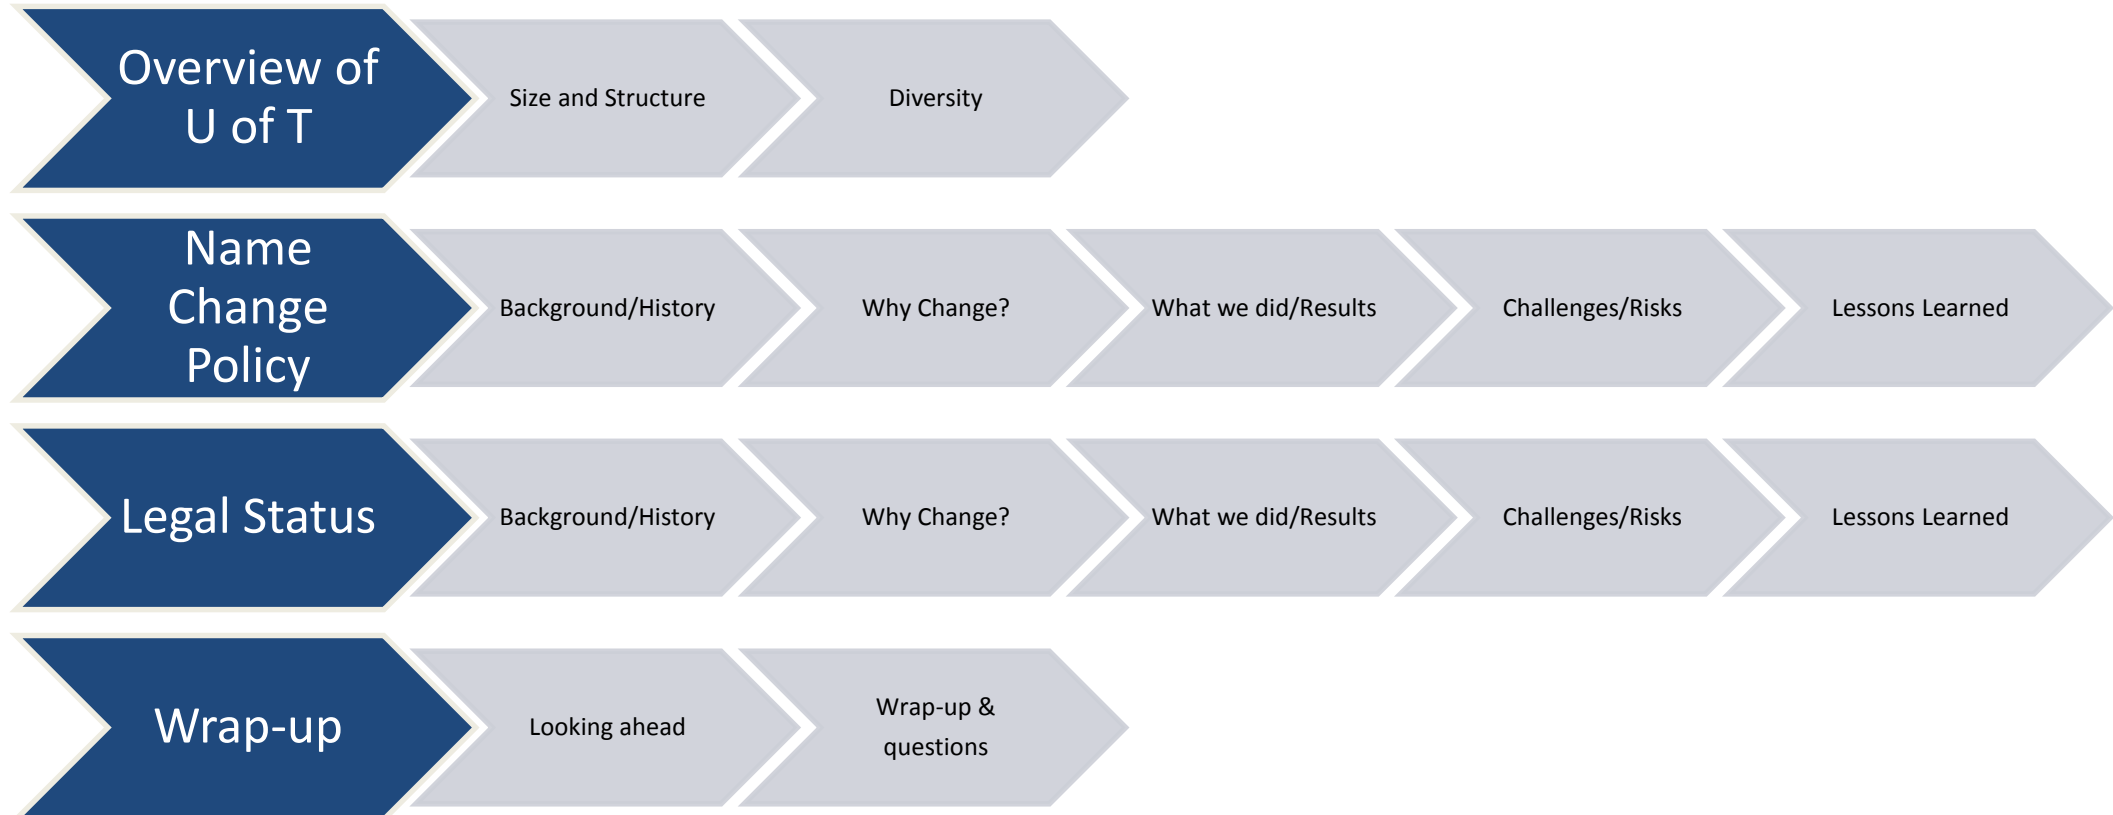 Overview of
U of T
Size and Structure
Diversity
Name
Change
Policy
Background/History
Why Change?
What we did/Results
Challenges/Risks
Lessons Learned
Legal Status
Background/History
Why Change?
What we did/Results
Challenges/Risks
Lessons Learned
Wrap-up
Looking ahead
Wrap-up &
questions